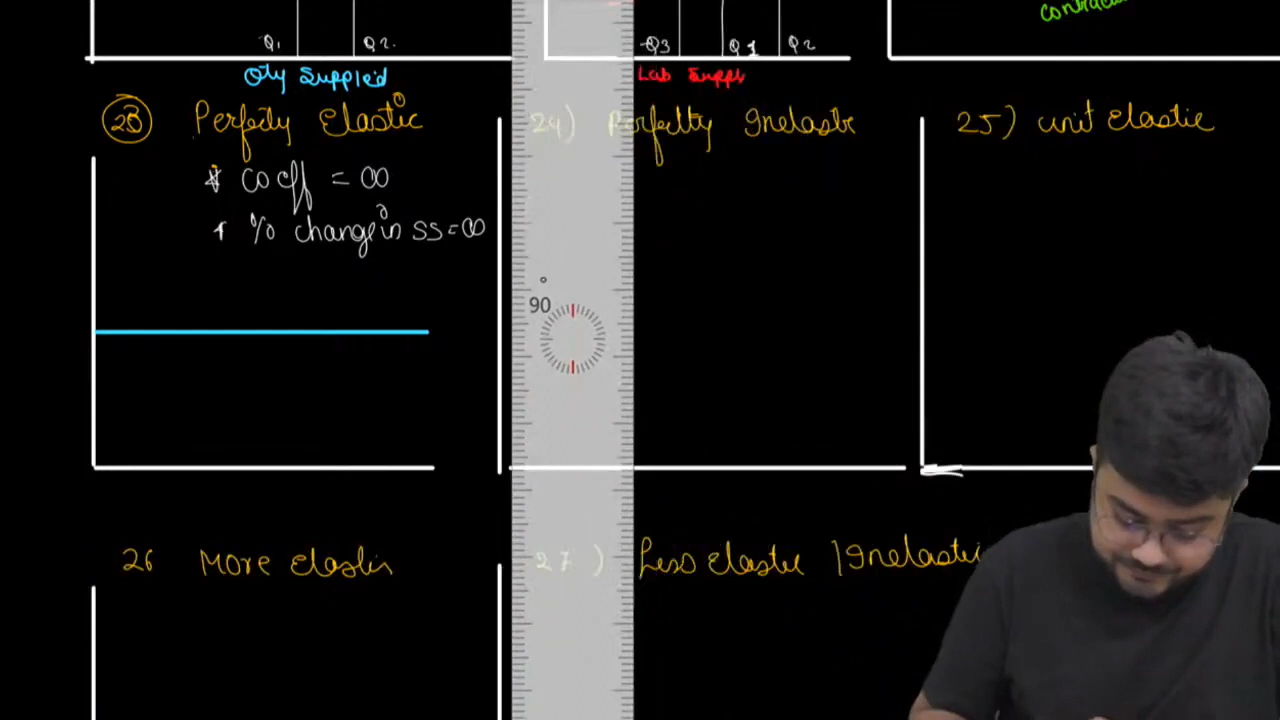 Q1 Q2.
Q3 Q1 Q2
Qty Supplied
Lab Suppl
23 Perfectly Elastic
* coeff = ∞
* % change in SS = ∞
24) Perfectly Inelastic
25) unit Elastic
90
26 More Elastic
27) Less Elastic | Inelastic